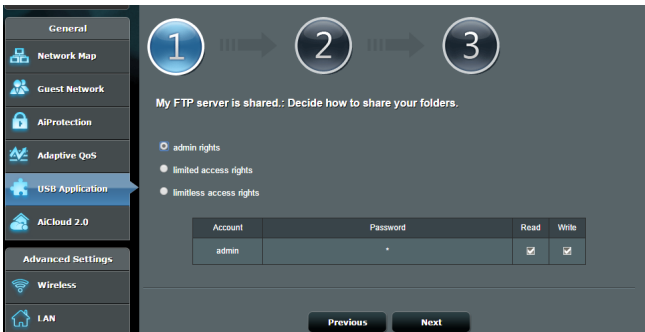 General
Network Map
Guest Network
AiProtection
Adaptive QoS
USB Application
AiCloud 2.0
Advanced Settings
Wireless
LAN
1 2 3
My FTP server is shared.: Decide how to share your folders.
admin rights
limited access rights
limitless access rights
Account Password Read Write
admin *
Previous Next